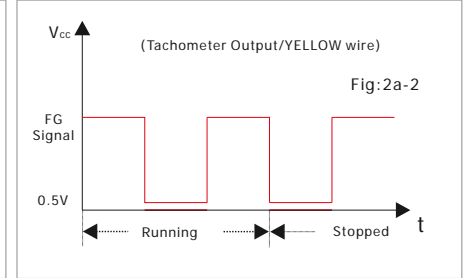 Vcc
(Tachometer Output/YELLOW wire)
Fig:2a-2
FG
Signal
0.5V
t
Running
Stopped